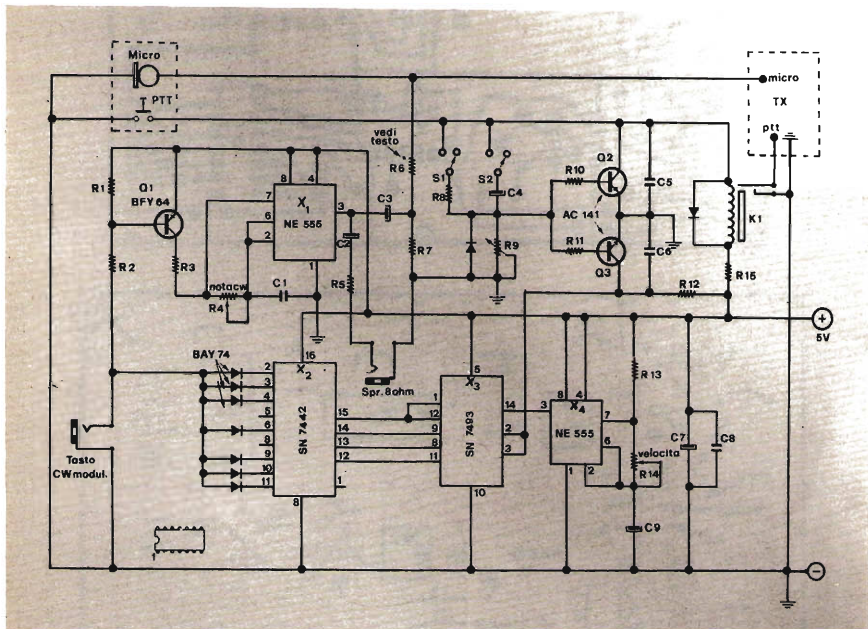 Micro
PTT
micro
TX
ptt
vedi
testo
R1
Q1
BFY64
R2
R3
8
4
7
6
2
X1
NE 555
3
1
C3
C2
R5
notacw
R4
C1
R6
R7
S1
R8
S2
C4
R9
R10
R11
Q2
AC 141
Q3
C5
C6
R12
K1
R15
+
5V
BAY 74
2
3
4
5
6
8
9
10
11
16
X2
SN 7442
15
14
13
12
1
8
Spr. 8ohm
1
12
9
8
11
5
X3
SN 7493
14
2
3
10
3
8
4
X4
NE 555
7
6
1
2
R13
velocita
R14
C7
C8
C9
Tasto
CW modul.
1
-